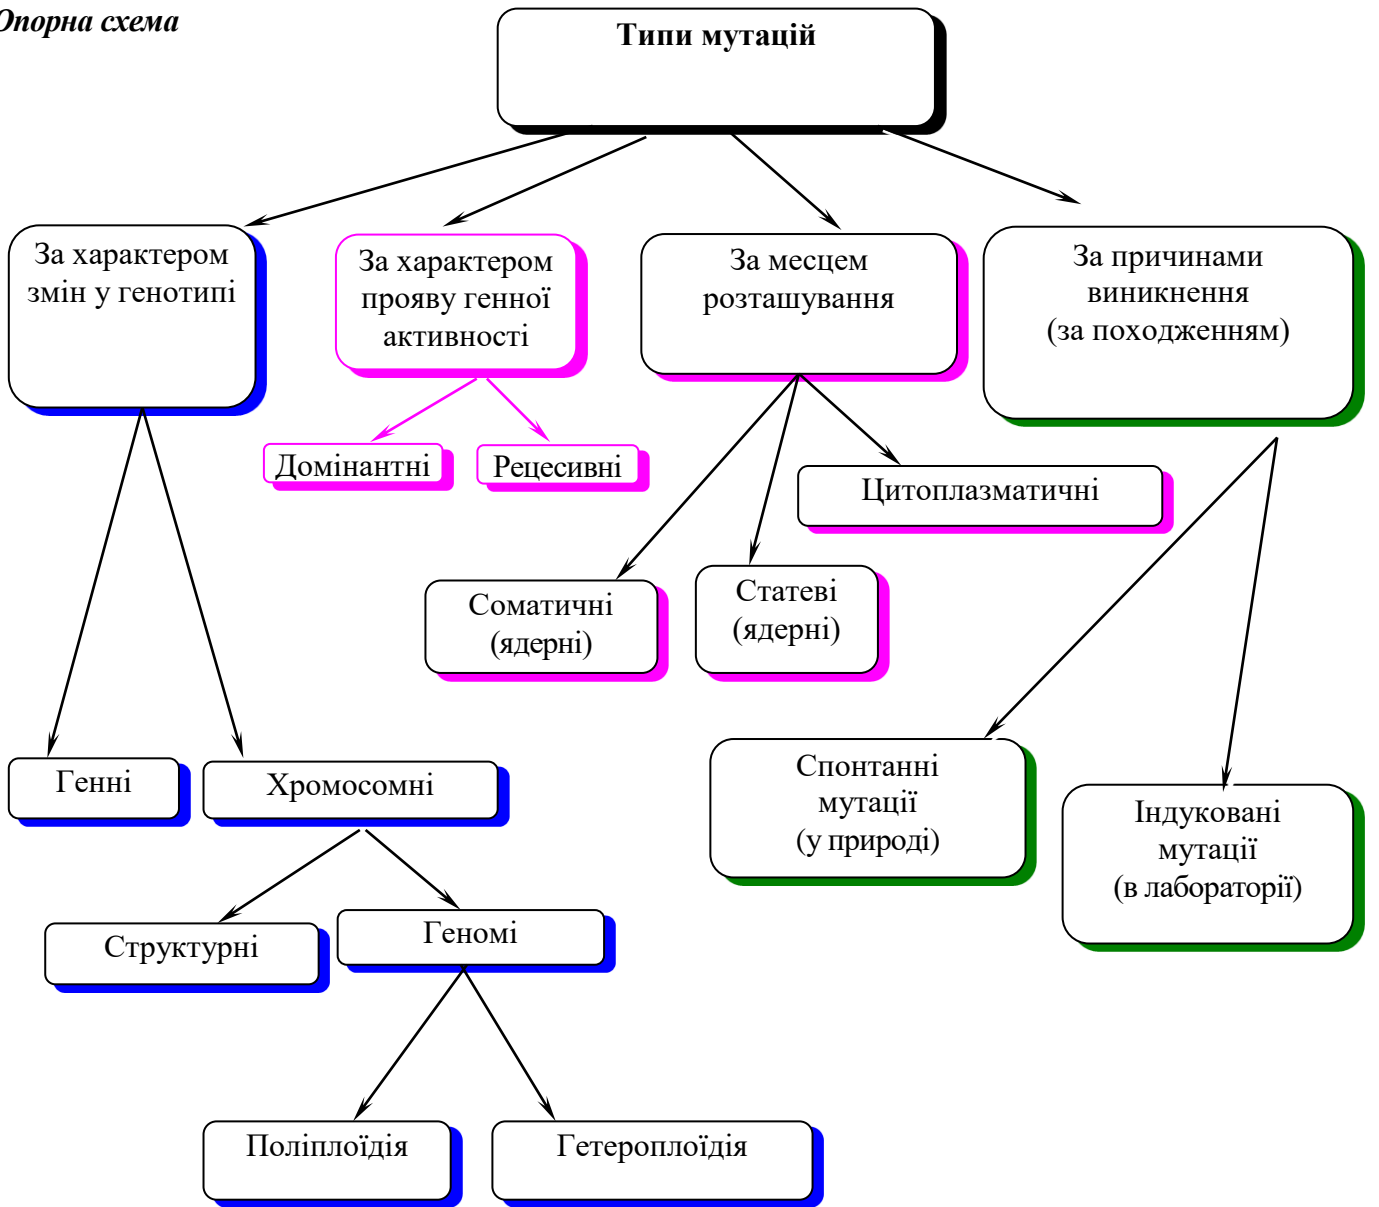 Опорна схема
Типи мутацій
За характером
змін у генотипі
За характером
прояву генної
активності
За месцем
розташування
За причинами
виникнення
(за походженням)
Домінантні
Рецесивні
Цитоплазматичні
Соматичні
(ядерні)
Статеві
(ядерні)
Генні
Хромосомні
Спонтанні
мутації
(у природі)
Індуковані
мутації
(в лабораторії)
Структурні
Геномі
Поліплоїдія
Гетероплоїдія